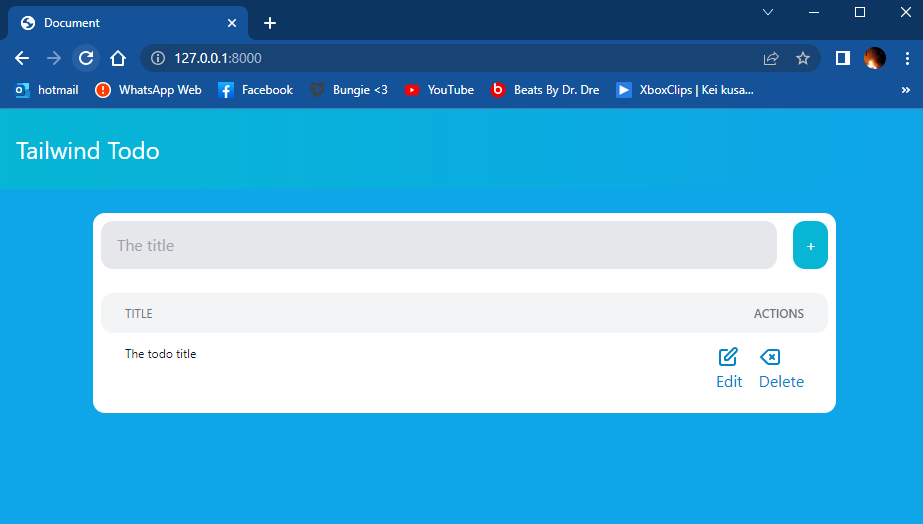 Document
127.0.0.1:8000
hotmail WhatsApp Web Facebook Bungie <3 YouTube Beats By Dr. Dre XboxClips | Kei kusa...
Tailwind Todo
The title +
TITLE ACTIONS
The todo title
Edit Delete